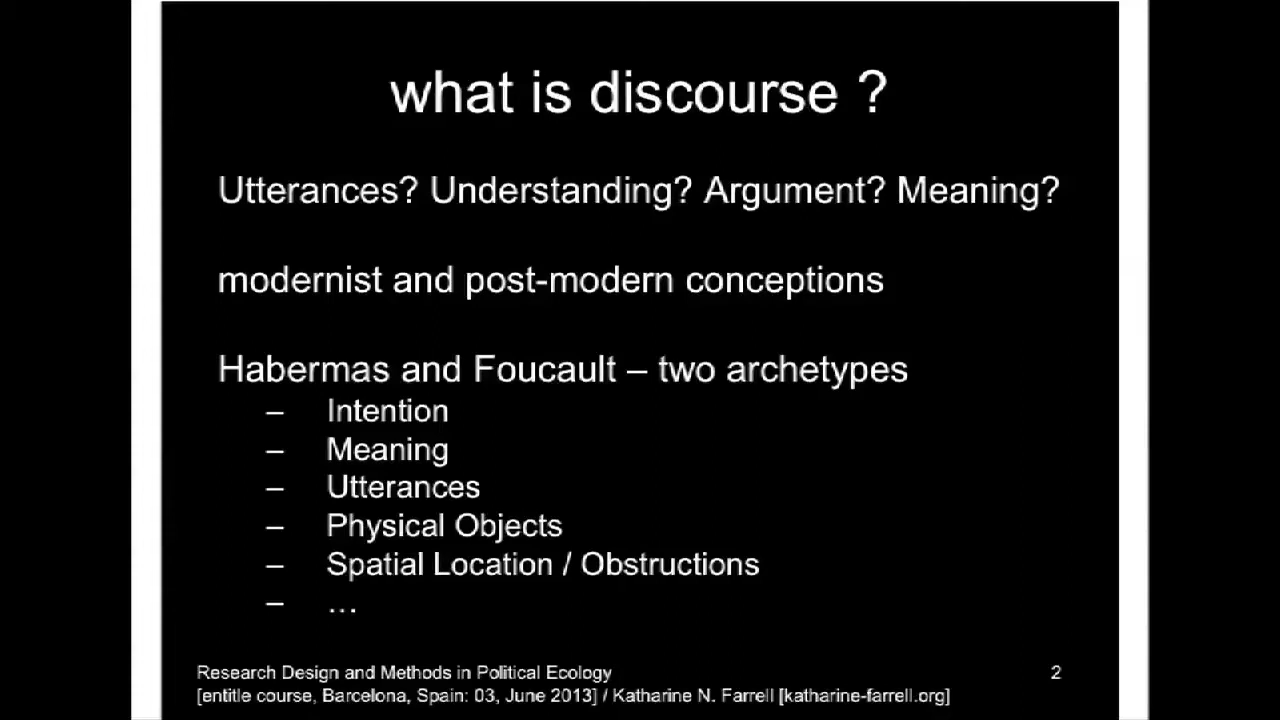 what is discourse ?
Utterances? Understanding? Argument? Meaning?
modernist and post-modern conceptions
Habermas and Foucault – two archetypes
– Intention
– Meaning
– Utterances
– Physical Objects
– Spatial Location / Obstructions
– …
Research Design and Methods in Political Ecology 2
[entitle course, Barcelona, Spain: 03, June 2013] / Katharine N. Farrell [katharine-farrell.org]